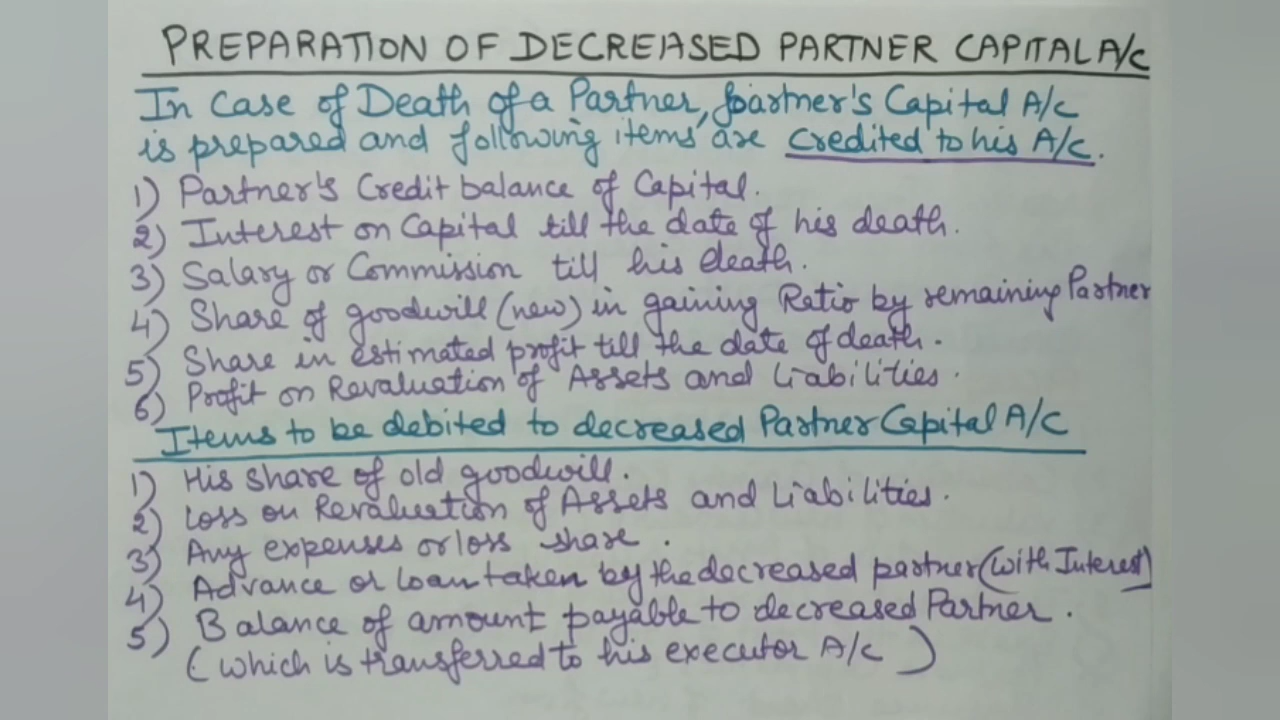 PREPARATION OF DECREASED PARTNER CAPITAL A/C
In Case of Death of a Partner, partner's Capital A/c
is prepared and following items are credited to his A/c.
1) Partner's Credit balance of Capital.
2) Interest on Capital till the date of his death.
3) Salary or Commission till his death.
4) Share of goodwill (new) in gaining Ratio by remaining Partner
5) Share in estimated profit till the date of death.
6) Profit on Revaluation of Assets and Liabilities.
Items to be debited to decreased Partner Capital A/C
1) His share of old goodwill.
2) Loss on Revaluation of Assets and Liabilities.
3) Any expenses or loss share.
4) Advance or loan taken by the decreased partner (with Interest)
5) Balance of amount payable to decreased Partner.
(which is transferred to his executor A/c)